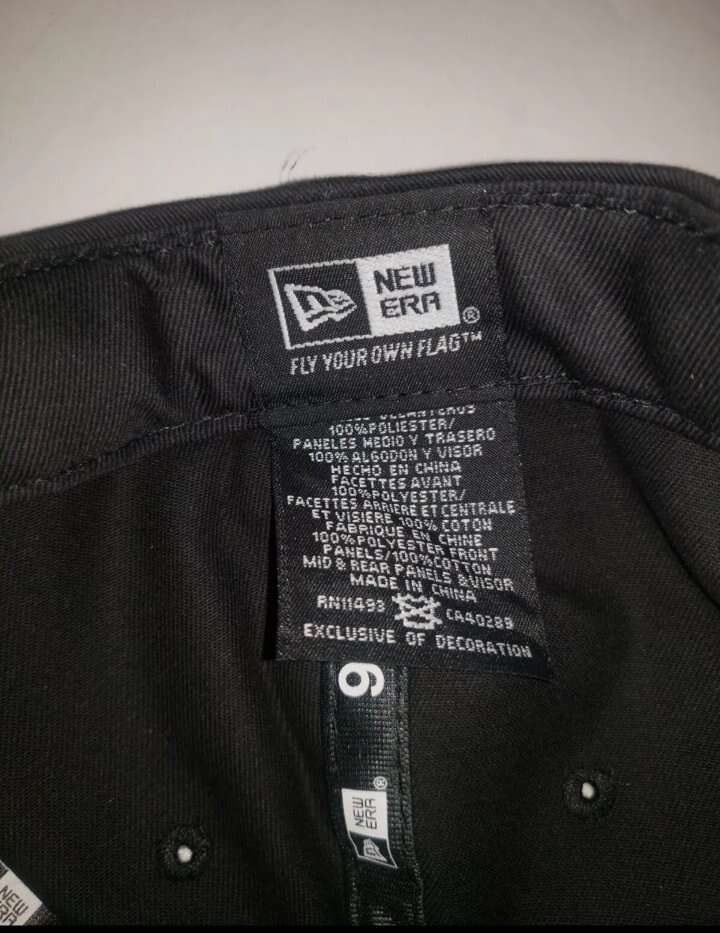 NEW
ERA ®
FLY YOUR OWN FLAG™
100%POLIESTER/
PANELES MEDIO Y TRASERO
100% ALGODON Y VISOR
HECHO EN CHINA
FACETTES AVANT
100%POLYESTER/
FACETTES ARRIERE ET CENTRALE
ET VISIERE 100% COTON
FABRIQUE EN CHINE
100%POLYESTER FRONT
PANELS/100%COTTON
MID & REAR PANELS &VISOR
MADE IN CHINA
RN11493 CA40289
EXCLUSIVE OF DECORATION
9
NEW
ERA ®
NEW